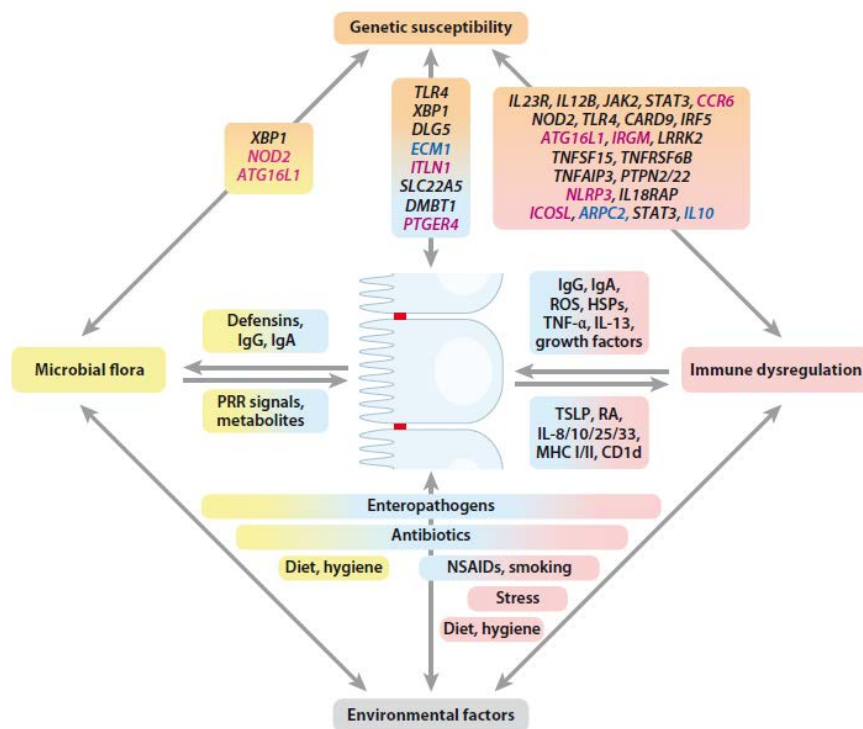 Genetic susceptibility
XBP1
NOD2
ATG16L1
TLR4
XBP1
DLG5
ECM1
ITLN1
SLC22A5
DMBT1
PTGER4
IL23R, IL12B, JAK2, STAT3, CCR6
NOD2, TLR4, CARD9, IRF5
ATG16L1, IRGM, LRRK2
TNFSF15, TNFRSF6B
TNFAIP3, PTPN2/22
NLRP3, IL18RAP
ICOSL, ARPC2, STAT3, IL10
Defensins,
IgG, IgA
IgG, IgA,
ROS, HSPs,
TNF-α, IL-13,
growth factors
Microbial flora
Immune dysregulation
PRR signals,
metabolites
TSLP, RA,
IL-8/10/25/33,
MHC I/II, CD1d
Enteropathogens
Antibiotics
Diet, hygiene
NSAIDs, smoking
Stress
Diet, hygiene
Environmental factors